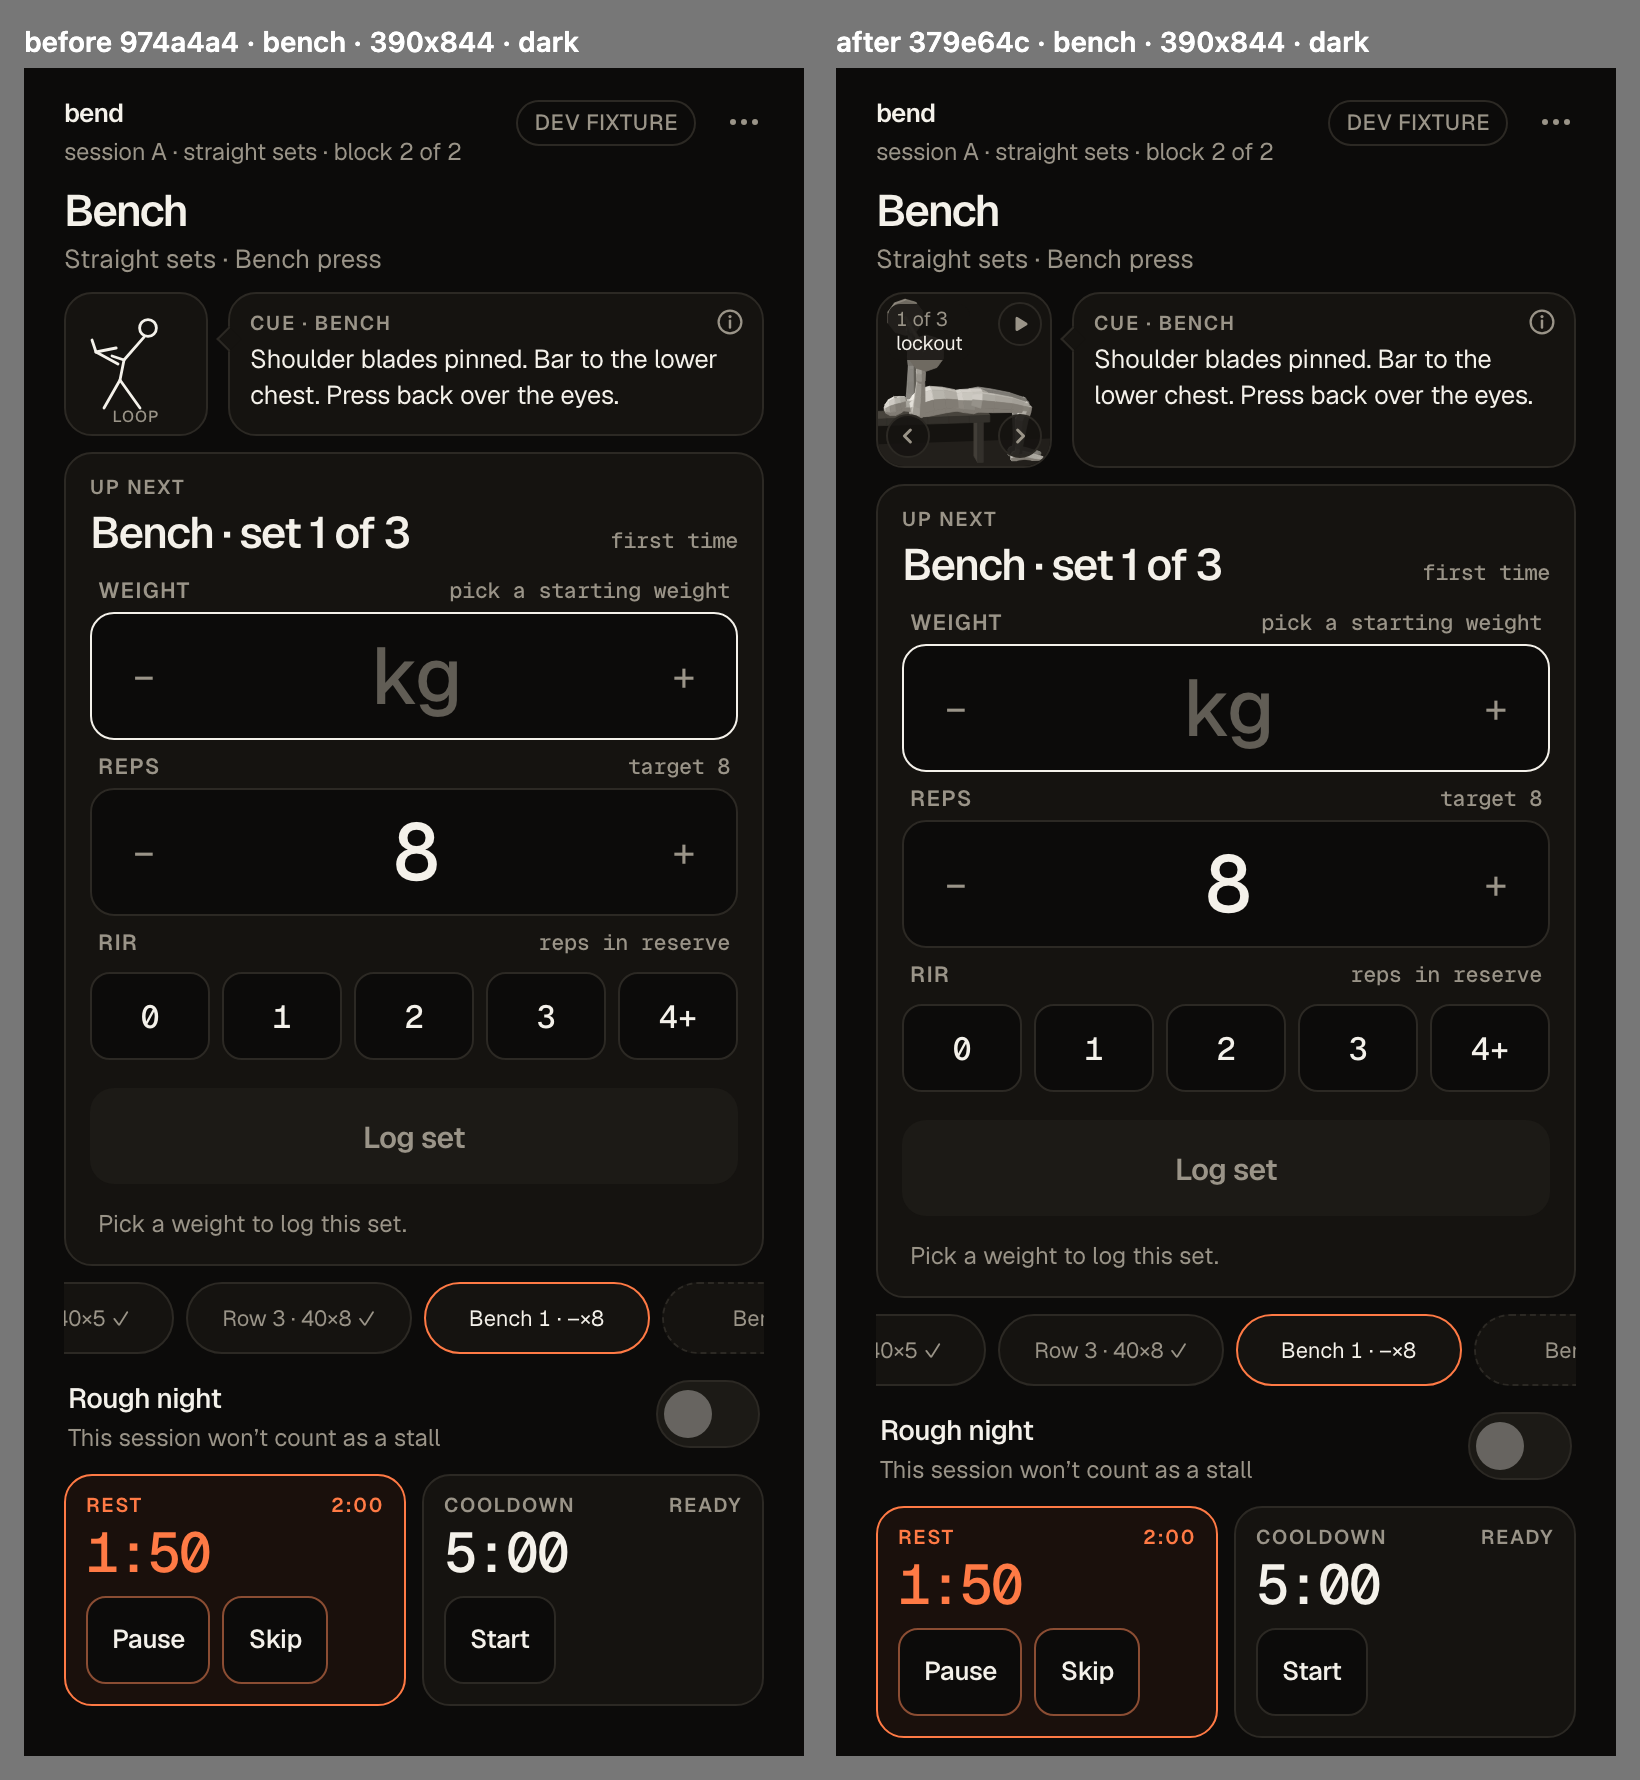 before 974a4a4 · bench · 390x844 · dark
bend
session A · straight sets · block 2 of 2
DEV FIXTURE
Bench
Straight sets · Bench press
LOOP
CUE · BENCH
Shoulder blades pinned. Bar to the lower
chest. Press back over the eyes.
UP NEXT
Bench · set 1 of 3
first time
WEIGHT
pick a starting weight
− kg +
REPS
target 8
− 8 +
RIR
reps in reserve
0 1 2 3 4+
Log set
Pick a weight to log this set.
40×5 ✓
Row 3 · 40×8 ✓
Bench 1 · –×8
Ber
Rough night
This session won’t count as a stall
REST 2:00
1:50
Pause Skip
COOLDOWN READY
5:00
Start
after 379e64c · bench · 390x844 · dark
bend
session A · straight sets · block 2 of 2
DEV FIXTURE
Bench
Straight sets · Bench press
1 of 3
lockout
CUE · BENCH
Shoulder blades pinned. Bar to the
lower chest. Press back over the eyes.
UP NEXT
Bench · set 1 of 3
first time
WEIGHT
pick a starting weight
− kg +
REPS
target 8
− 8 +
RIR
reps in reserve
0 1 2 3 4+
Log set
Pick a weight to log this set.
40×5 ✓
Row 3 · 40×8 ✓
Bench 1 · –×8
Ber
Rough night
This session won’t count as a stall
REST 2:00
1:50
Pause Skip
COOLDOWN READY
5:00
Start